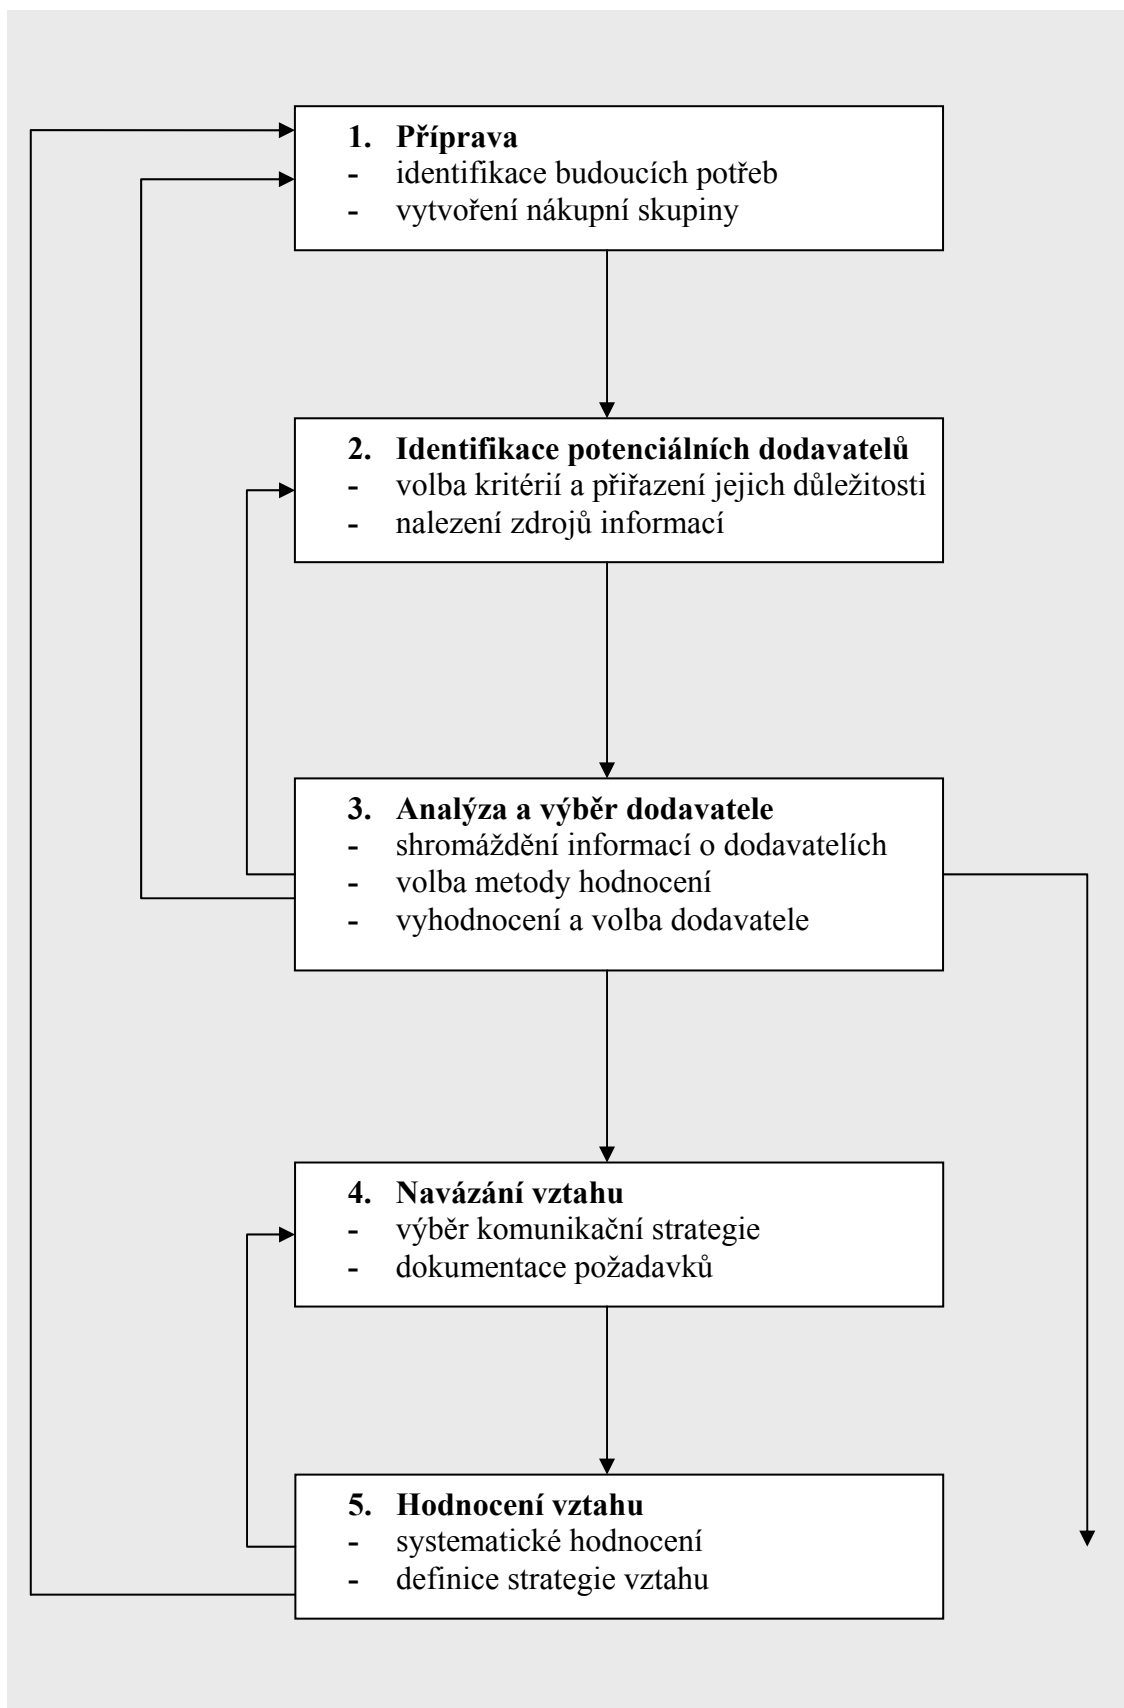 1. Příprava
- identifikace budoucích potřeb
- vytvoření nákupní skupiny
2. Identifikace potenciálních dodavatelů
- volba kritérií a přiřazení jejich důležitosti
- nalezení zdrojů informací
3. Analýza a výběr dodavatele
- shromáždění informací o dodavatelích
- volba metody hodnocení
- vyhodnocení a volba dodavatele
4. Navázání vztahu
- výběr komunikační strategie
- dokumentace požadavků
5. Hodnocení vztahu
- systematické hodnocení
- definice strategie vztahu